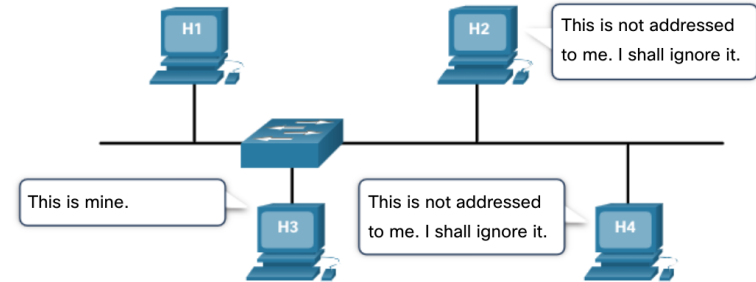 H1
H2
This is not addressed
to me. I shall ignore it.
This is mine.
H3
This is not addressed
to me. I shall ignore it.
H4